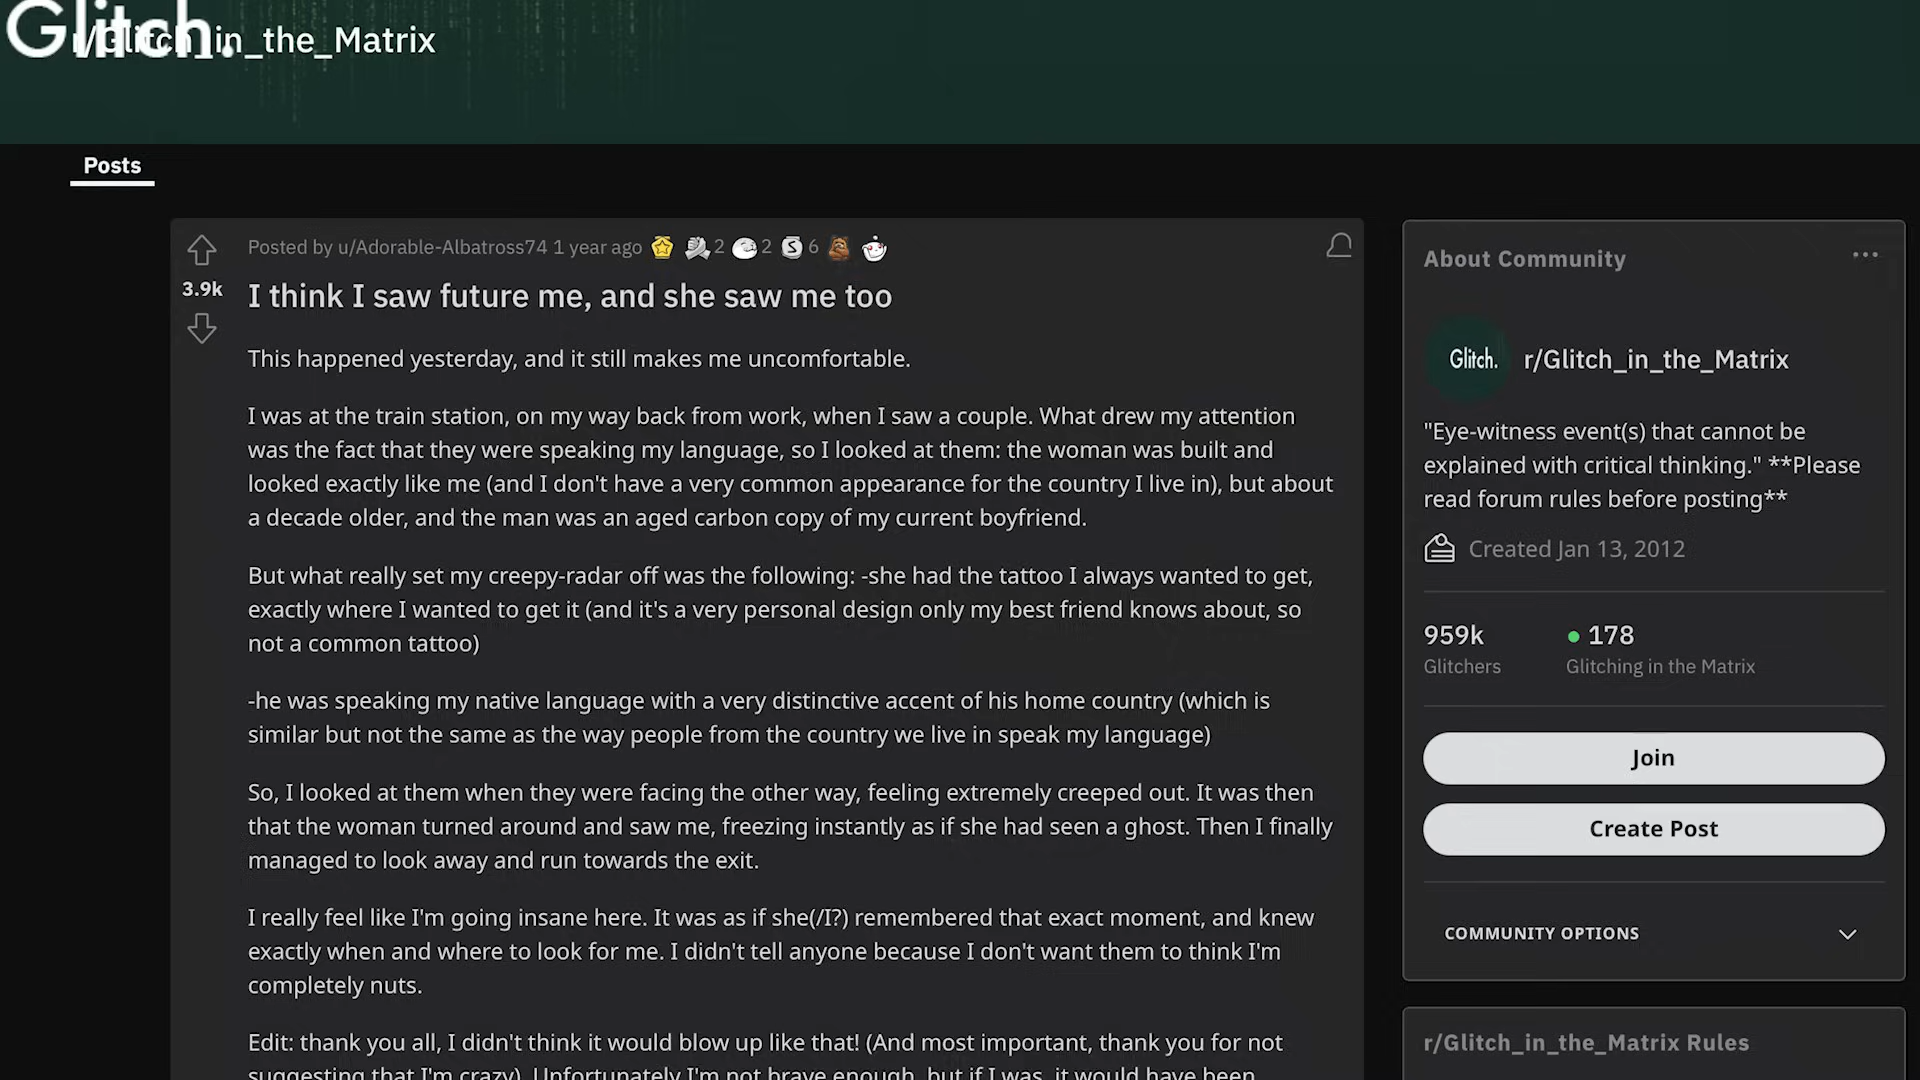 Glitch.
r/Glitch_in_the_Matrix
Posts
Posted by u/Adorable-Albatross74 1 year ago 2 2 6
3.9k
I think I saw future me, and she saw me too
This happened yesterday, and it still makes me uncomfortable.
I was at the train station, on my way back from work, when I saw a couple. What drew my attention
was the fact that they were speaking my language, so I looked at them: the woman was built and
looked exactly like me (and I don't have a very common appearance for the country I live in), but about
a decade older, and the man was an aged carbon copy of my current boyfriend.
But what really set my creepy-radar off was the following: -she had the tattoo I always wanted to get,
exactly where I wanted to get it (and it's a very personal design only my best friend knows about, so
not a common tattoo)
-he was speaking my native language with a very distinctive accent of his home country (which is
similar but not the same as the way people from the country we live in speak my language)
So, I looked at them when they were facing the other way, feeling extremely creeped out. It was then
that the woman turned around and saw me, freezing instantly as if she had seen a ghost. Then I finally
managed to look away and run towards the exit.
I really feel like I'm going insane here. It was as if she(/I?) remembered that exact moment, and knew
exactly when and where to look for me. I didn't tell anyone because I don't want them to think I'm
completely nuts.
Edit: thank you all, I didn't think it would blow up like that! (And most important, thank you for not
suggesting that I'm crazy). Unfortunately I'm not brave enough, but if I was, it would have been
About Community
Glitch.
r/Glitch_in_the_Matrix
"Eye-witness event(s) that cannot be
explained with critical thinking." **Please
read forum rules before posting**
Created Jan 13, 2012
959k 178
Glitchers Glitching in the Matrix
Join
Create Post
COMMUNITY OPTIONS
r/Glitch_in_the_Matrix Rules